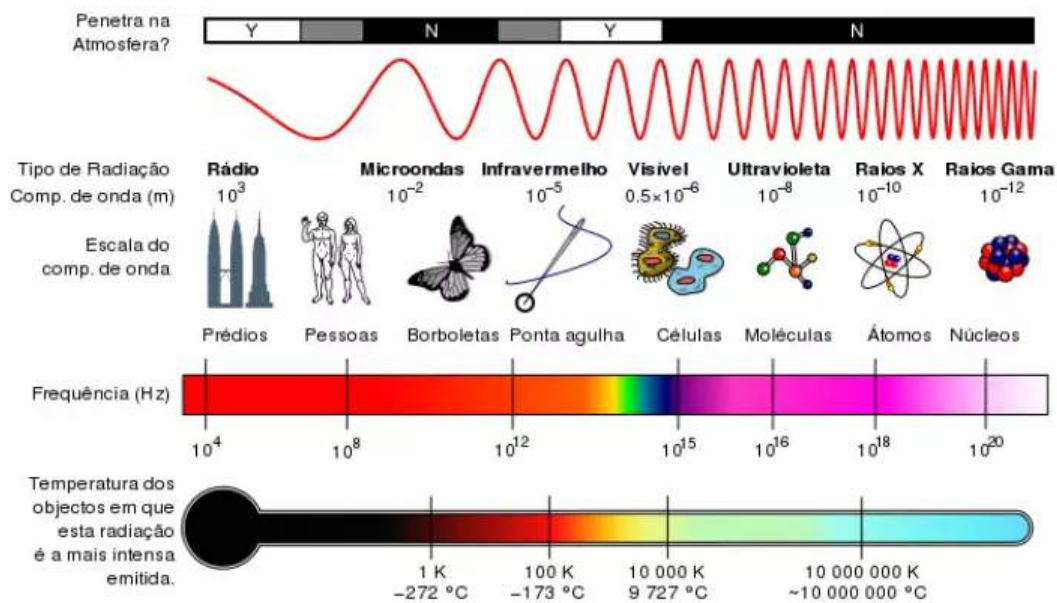 Penetra na
Atmosfera?
Y N Y N
Tipo de Radiação Rádio Microondas Infravermelho Visível Ultravioleta Raios X Raios Gama
Comp. de onda (m) 10³ 10⁻² 10⁻⁵ 0.5×10⁻⁶ 10⁻⁸ 10⁻¹⁰ 10⁻¹²
Escala do
comp. de onda
Prédios Pessoas Borboletas Ponta agulha Células Moléculas Átomos Núcleos
Frequência (Hz)
10⁴ 10⁸ 10¹² 10¹⁵ 10¹⁶ 10¹⁸ 10²⁰
Temperatura dos
objectos em que
esta radiação
é a mais intensa
emitida.
1 K 100 K 10 000 K 10 000 000 K
−272 °C −173 °C 9 727 °C ~10 000 000 °C